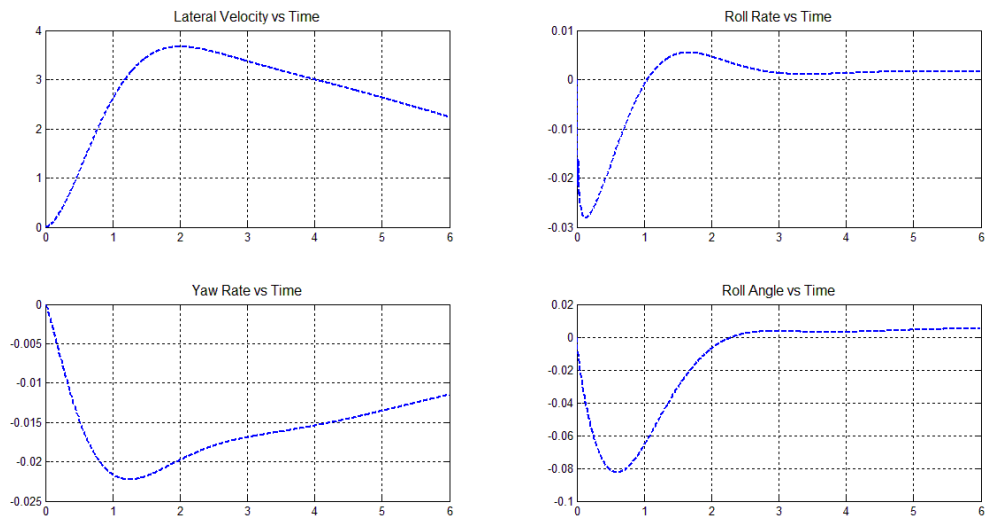 Lateral Velocity vs Time
4
3
2
1
0
0 1 2 3 4 5 6
Roll Rate vs Time
0.01
0
-0.01
-0.02
-0.03
0 1 2 3 4 5 6
Yaw Rate vs Time
0
-0.005
-0.01
-0.015
-0.02
-0.025
0 1 2 3 4 5 6
Roll Angle vs Time
0.02
0
-0.02
-0.04
-0.06
-0.08
-0.1
0 1 2 3 4 5 6